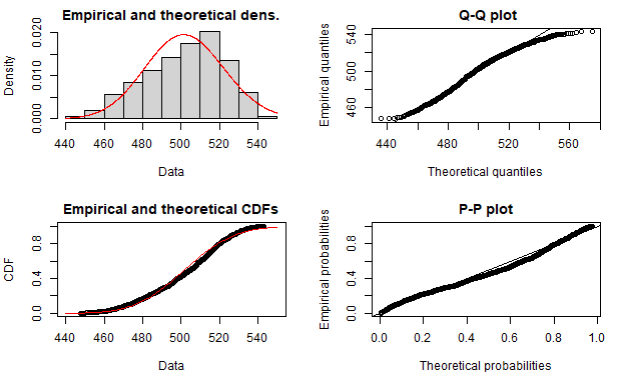 Empirical and theoretical dens.
Density
0.000 0.010 0.020
440 460 480 500 520 540
Data
Q-Q plot
Empirical quantiles
460 500 540
440 480 520 560
Theoretical quantiles
Empirical and theoretical CDFs
CDF
0.0 0.4 0.8
440 460 480 500 520 540
Data
P-P plot
Empirical probabilities
0.0 0.4 0.8
0.0 0.2 0.4 0.6 0.8 1.0
Theoretical probabilities